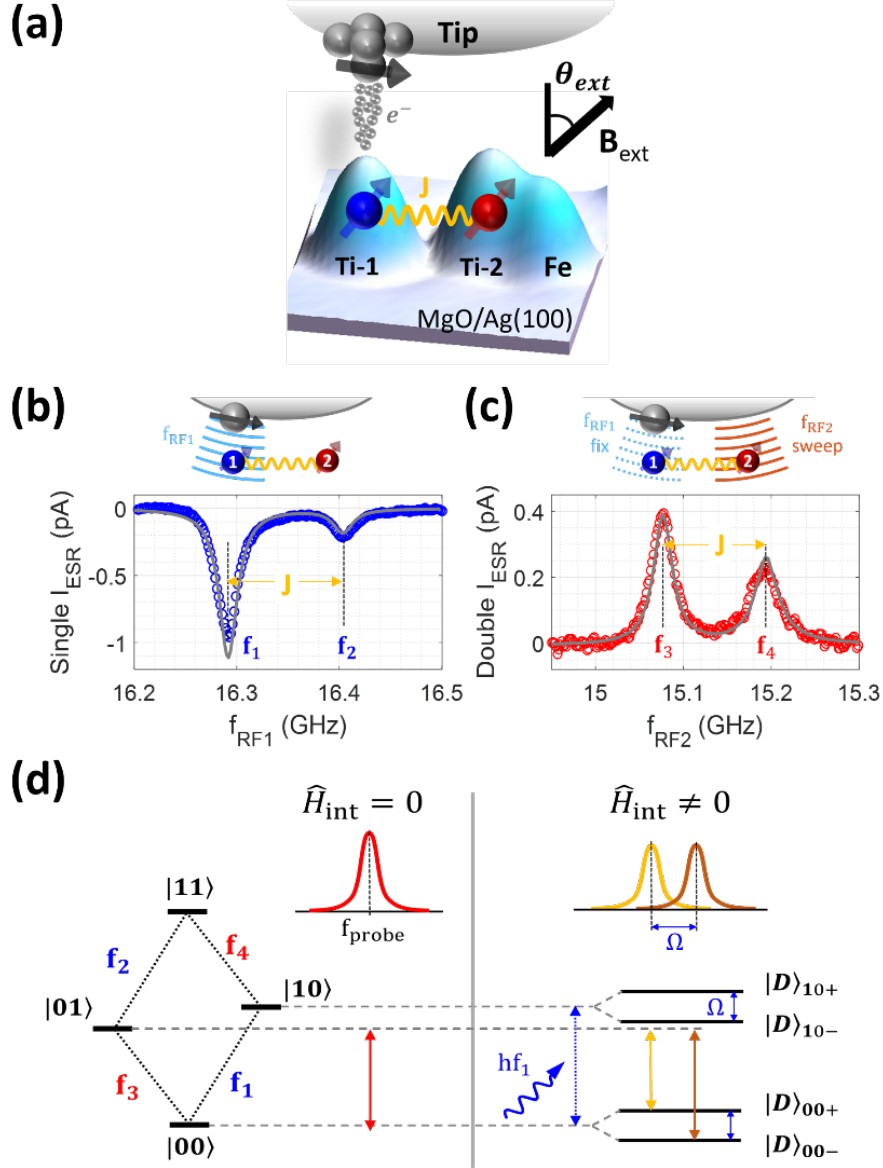 (a)
Tip
θext
e⁻
Bext
J
Ti-1
Ti-2
Fe
MgO/Ag(100)
(b)
fRF1
1
2
Single IESR (pA)
0
-0.5
-1
J
f1
f2
16.2
16.3
16.4
16.5
fRF1 (GHz)
(c)
fRF1
fix
fRF2
sweep
1
2
Double IESR (pA)
0.4
0.2
0
J
f3
f4
15
15.1
15.2
15.3
fRF2 (GHz)
(d)
Ĥint = 0
Ĥint ≠ 0
fprobe
Ω
|11⟩
f2
f4
|01⟩
|10⟩
f3
f1
|00⟩
hf1
|D⟩10+
Ω
|D⟩10−
|D⟩00+
|D⟩00−